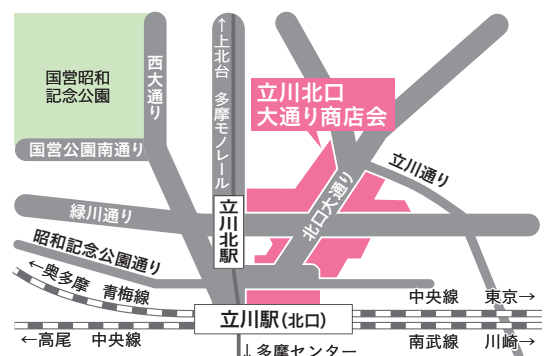 国営昭和
記念公園
西大通り
←上北台 多摩モノレール
立川北口
大通り商店会
国営公園南通り
立川通り
北口大通り
緑川通り
立川北駅
昭和記念公園通り
←奥多摩 青梅線
中央線 東京→
立川駅(北口)
←高尾 中央線
南武線 川崎→
↓多摩センター